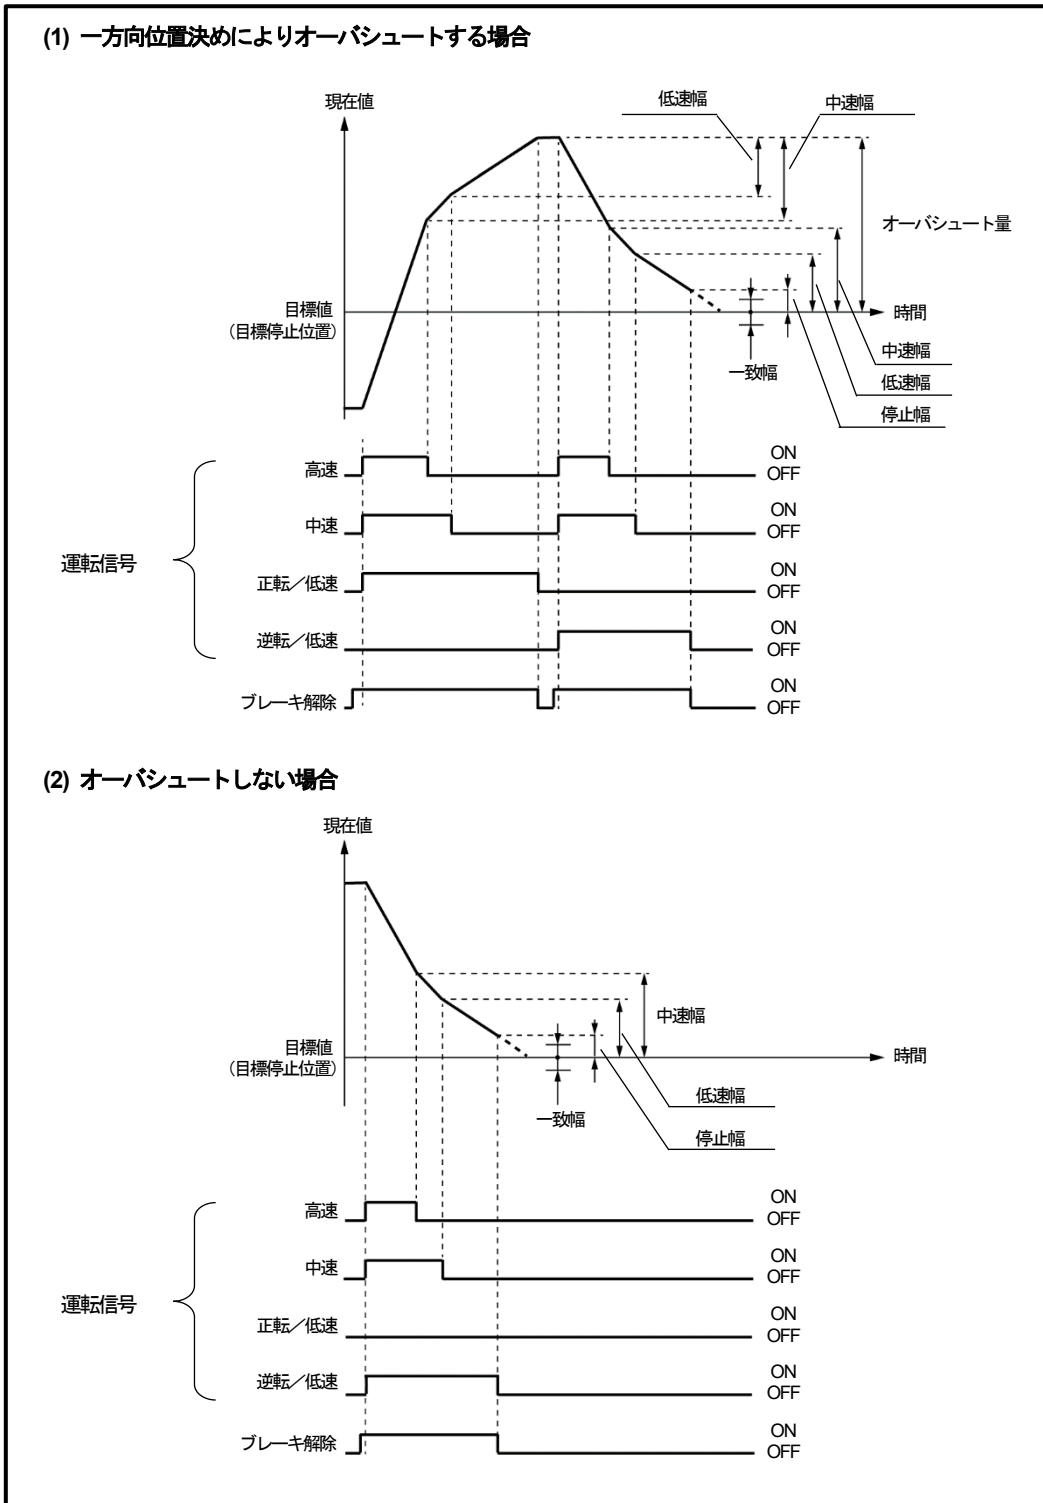 (1) 一方向位置決めによりオーバシュートする場合
現在値
低速幅
中速幅
オーバシュート量
目標値
(目標停止位置)
時間
一致幅
中速幅
低速幅
停止幅
運転信号
高速
ON
OFF
中速
ON
OFF
正転／低速
ON
OFF
逆転／低速
ON
OFF
ブレーキ解除
ON
OFF
(2) オーバシュートしない場合
現在値
中速幅
目標値
(目標停止位置)
時間
一致幅
低速幅
停止幅
運転信号
高速
ON
OFF
中速
ON
OFF
正転／低速
ON
OFF
逆転／低速
ON
OFF
ブレーキ解除
ON
OFF